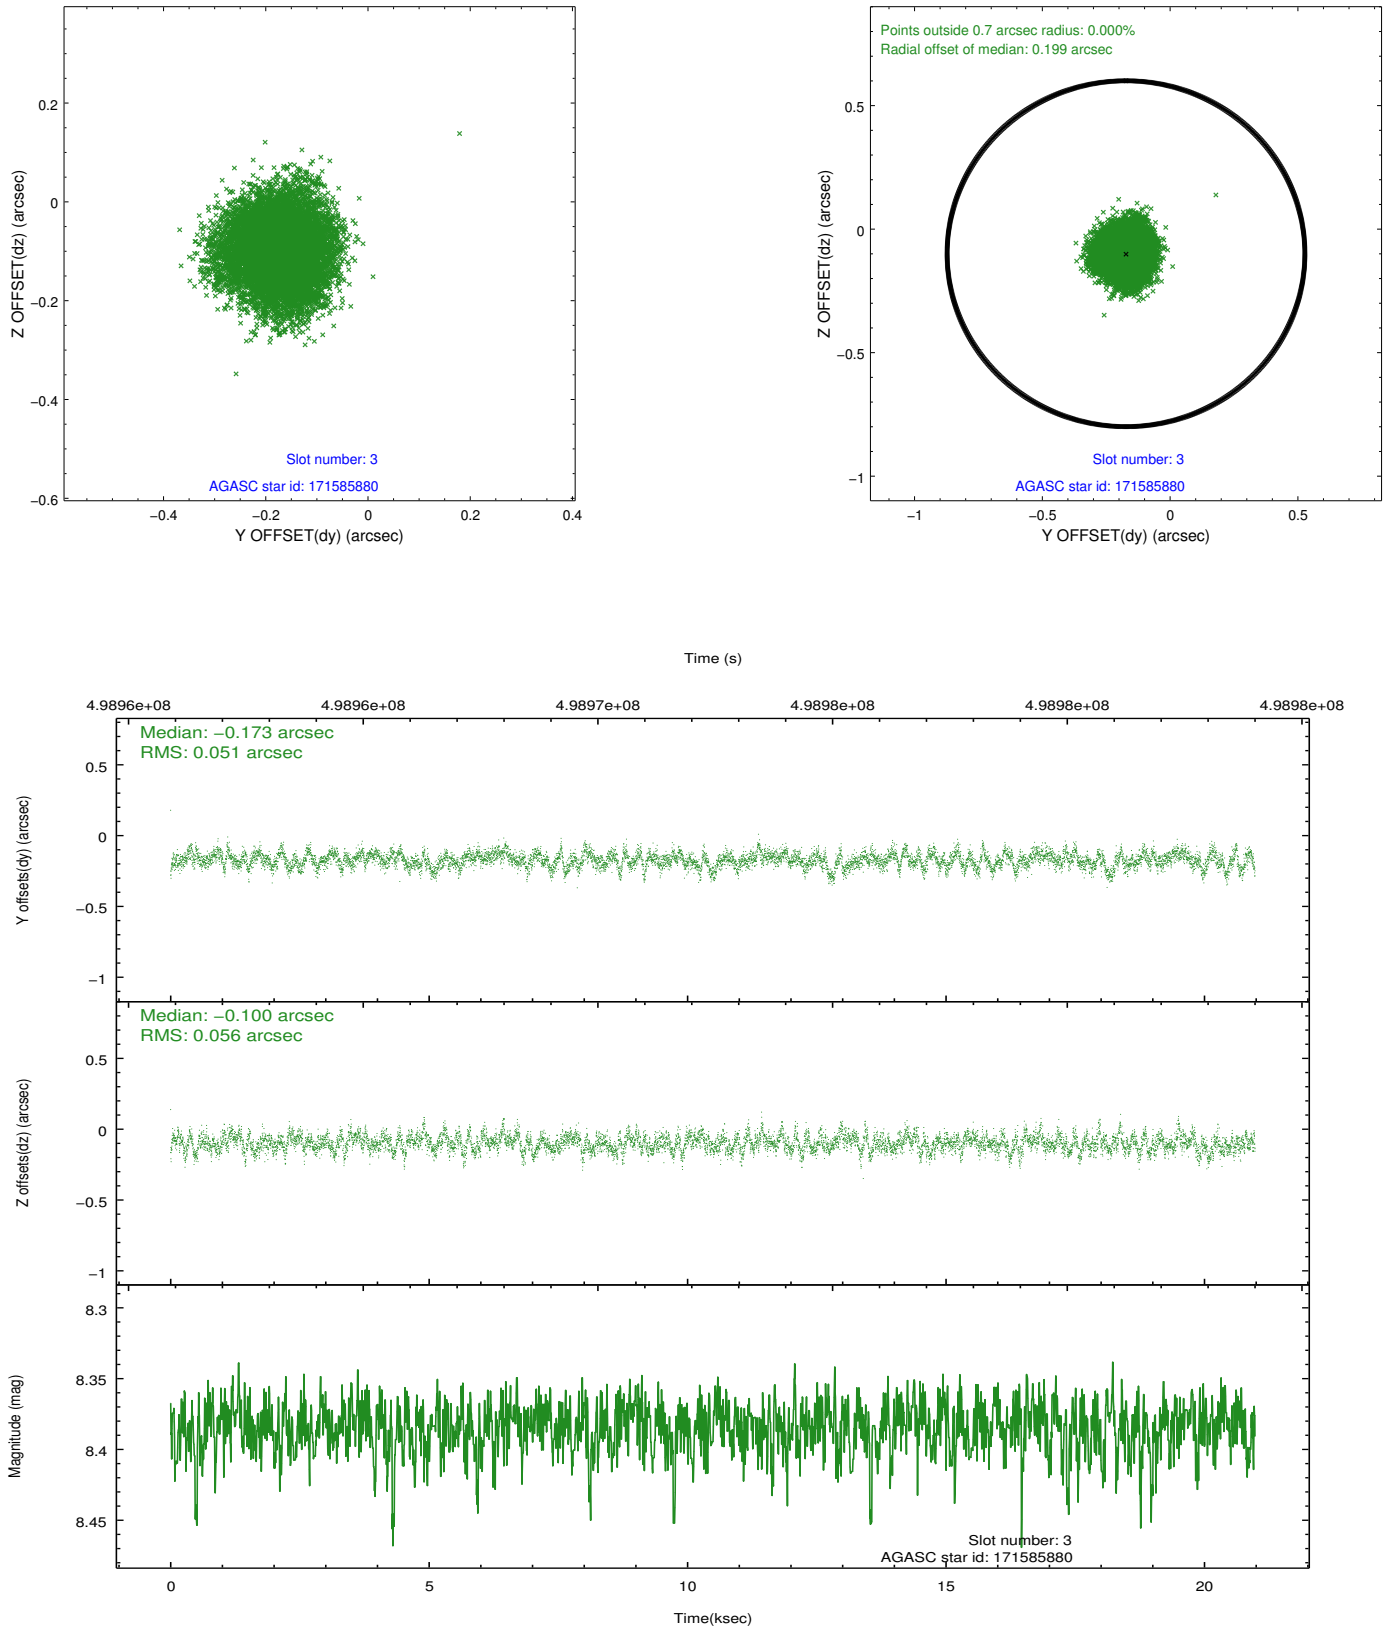 0.2
0
−0.2
−0.4
−0.6
−0.4
−0.2
0
0.2
0.4
Z OFFSET(dz) (arcsec)
Y OFFSET(dy) (arcsec)
Slot number: 3
AGASC star id: 171585880
Points outside 0.7 arcsec radius: 0.000%
Radial offset of median: 0.199 arcsec
0.5
0
−0.5
−1
−1
−0.5
0
0.5
Z OFFSET(dz) (arcsec)
Y OFFSET(dy) (arcsec)
Slot number: 3
AGASC star id: 171585880
Time (s)
4.9896e+08 4.9896e+08 4.9897e+08 4.9898e+08 4.9898e+08 4.9898e+08
Median: −0.173 arcsec
RMS: 0.051 arcsec
0.5
0
−0.5
−1
Y offsets(dy) (arcsec)
Median: −0.100 arcsec
RMS: 0.056 arcsec
0.5
0
−0.5
−1
Z offsets(dz) (arcsec)
8.3
8.35
8.4
8.45
Magnitude (mag)
Slot number: 3
AGASC star id: 171585880
0 5 10 15 20
Time(ksec)